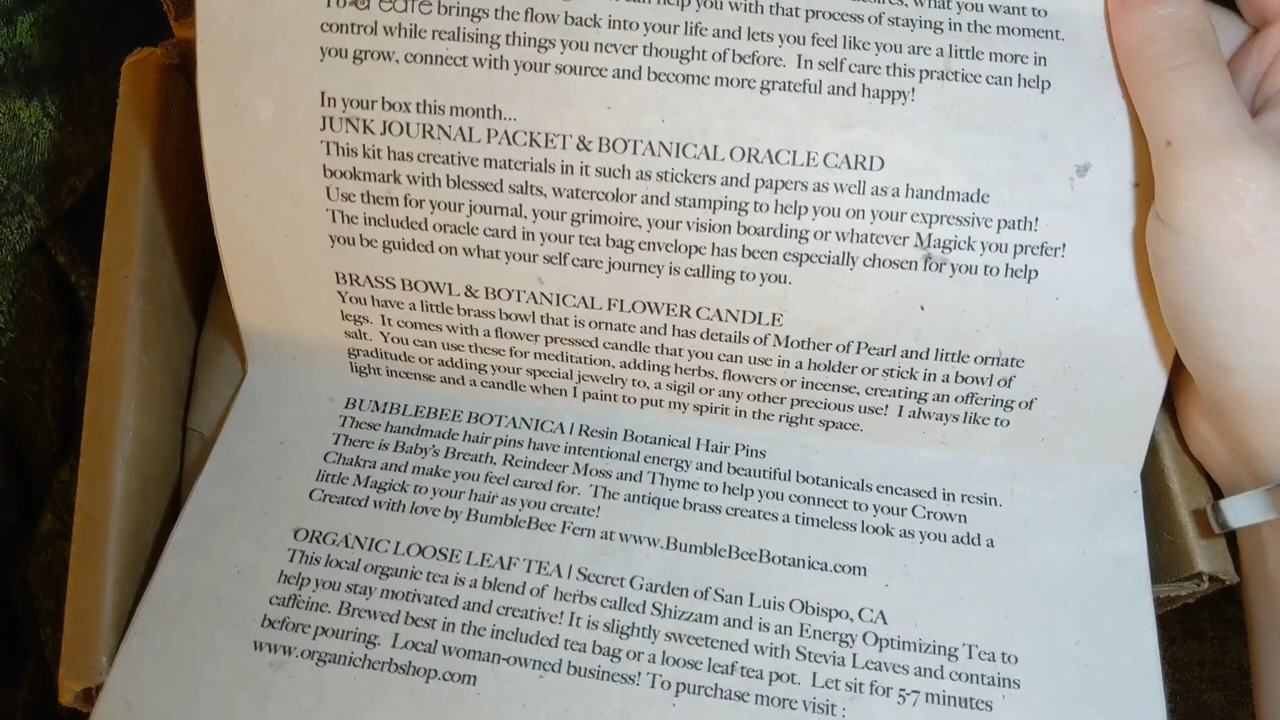 can help you with that process of staying in the moment.
what you want to
brings the flow back into your life and lets you feel like you are a little more in
control while realising things you never thought of before. In self care this practice can help
you grow, connect with your source and become more grateful and happy!
In your box this month...
JUNK JOURNAL PACKET & BOTANICAL ORACLE CARD
This kit has creative materials in it such as stickers and papers as well as a handmade
bookmark with blessed salts, watercolor and stamping to help you on your expressive path!
Use them for your journal, your grimoire, your vision boarding or whatever Magick you prefer!
The included oracle card in your tea bag envelope has been especially chosen for you to help
you be guided on what your self care journey is calling to you.
BRASS BOWL & BOTANICAL FLOWER CANDLE
You have a little brass bowl that is ornate and has details of Mother of Pearl and little ornate
legs. It comes with a flower pressed candle that you can use in a holder or stick in a bowl of
salt. You can use these for meditation, adding herbs, flowers or incense, creating an offering of
graditude or adding your special jewelry to, a sigil or any other precious use! I always like to
light incense and a candle when I paint to put my spirit in the right space.
BUMBLEBEE BOTANICA | Resin Botanical Hair Pins
These handmade hair pins have intentional energy and beautiful botanicals encased in resin.
There is Baby's Breath, Reindeer Moss and Thyme to help you connect to your Crown
Chakra and make you feel cared for. The antique brass creates a timeless look as you add a
little Magick to your hair as you create!
Created with love by BumbleBee Fern at www.BumbleBeeBotanica.com
ORGANIC LOOSE LEAF TEA | Secret Garden of San Luis Obispo, CA
This local organic tea is a blend of herbs called Shizzam and is an Energy Optimizing Tea to
help you stay motivated and creative! It is slightly sweetened with Stevia Leaves and contains
caffeine. Brewed best in the included tea bag or a loose leaf tea pot. Let sit for 5-7 minutes
before pouring. Local woman-owned business! To purchase more visit :
www.organicherbshop.com